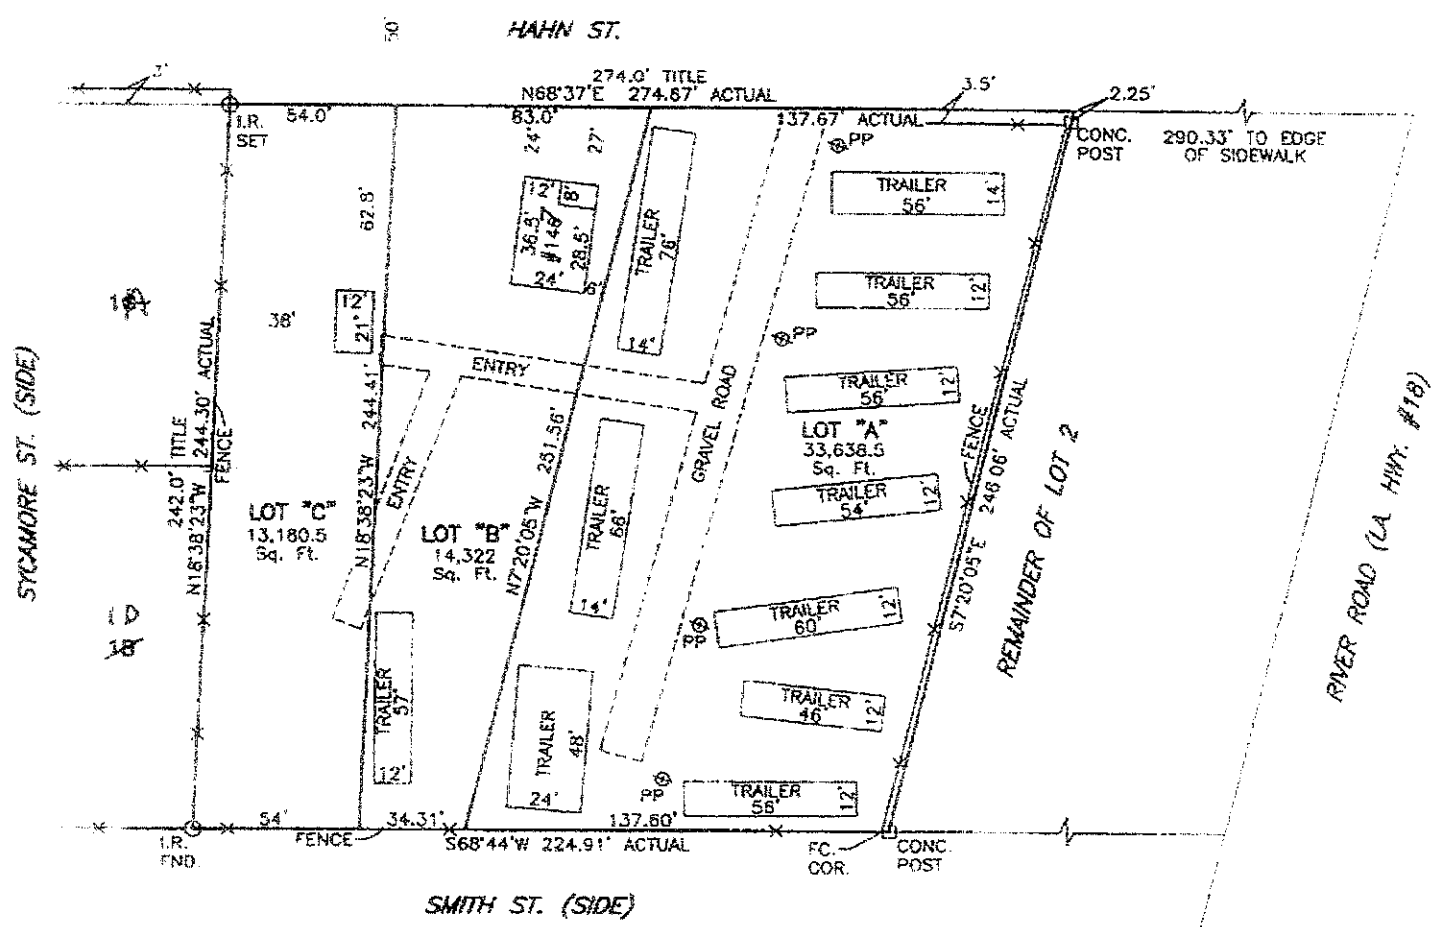 50'
HAHN ST.
3'
274.0' TITLE
N68°37'E 274.67' ACTUAL
3.5'
2.25'
I.R.
SET
54.0'
83.0'
137.67' ACTUAL
CONC.
POST
290.33' TO EDGE
OF SIDEWALK
24'
27'
PP
62.8'
12'
8'
36.3'
#148
28.5'
24'
6'
TRAILER
76'
14'
TRAILER
56'
14'
TRAILER
56'
12'
PP
12'
21'
38'
ENTRY
GRAVEL ROAD
TRAILER
56'
12'
LOT "A"
33,638.5
Sq. Ft.
SYCAMORE ST. (SIDE)
242.0' TITLE
N18°38'23"W 244.30' ACTUAL
FENCE
LOT "C"
13,180.5
Sq. Ft.
N18°38'23"W 244.41'
ENTRY
LOT "B"
14,322
Sq. Ft.
N7°20'05"W 251.56'
TRAILER
66'
14'
TRAILER
54'
12'
FENCE
S7°20'05"E 246.06' ACTUAL
REMAINDER OF LOT 2
RIVER ROAD (LA. HWY. #18)
1D
1B
TRAILER
60'
12'
PP
TRAILER
57'
12'
TRAILER
48'
24'
TRAILER
46'
12'
PP
TRAILER
56'
12'
54'
34.31'
137.60'
I.R.
FND.
FENCE
S68°44'W 224.91' ACTUAL
FC.
COR.
CONC.
POST
SMITH ST. (SIDE)